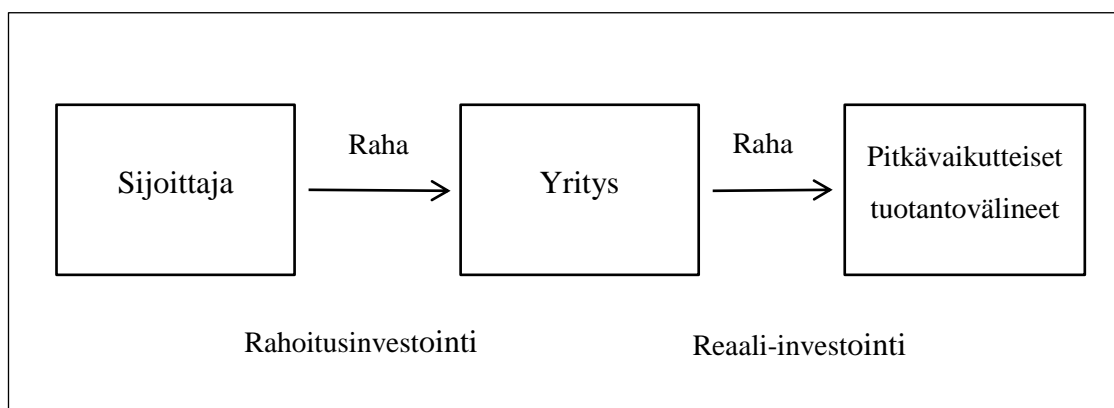 Sijoittaja
Raha
Yritys
Raha
Pitkävaikutteiset
tuotantovälineet
Rahoitusinvestointi
Reaali-investointi